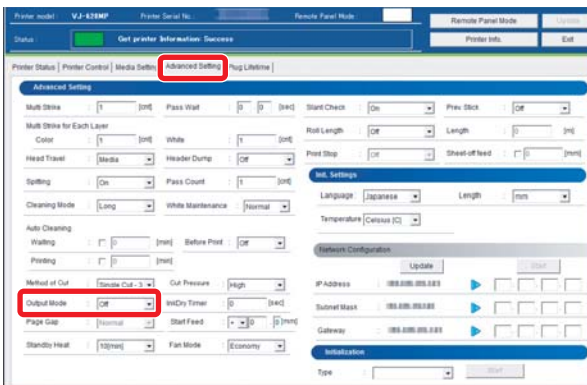 Printer model : VJ-628MP Printer Serial No. : Remote Panel Mode: Remote Panel Mode Update
Status : Get printer Information: Success Printer Info. Exit
Printer Status | Printer Control | Media Setting | Advanced Setting | Plug Lifetime
Advanced Setting
Multi Strike : 1 [cnt] Pass Wait : 0 0 [sec] Slant Check : On Prev. Stick : Off
Multi Strike for Each Layer
Color : 1 [cnt] White : 1 [cnt] Roll Length : Off Length : 0 [m]
Head Travel : Media Header Dump : Off Print Stop : Off Sheet-off feed : 0 [mm]
Spitting : On Pass Count : 1 [cnt] Init. Settings
Cleaning Mode : Long White Maintenance : Normal Language : Japanese Length : mm
Auto Cleaning Temperature : Celsius [C]
Waiting : 0 [min] Before Print : Off
Printing : 0 [min] Network Configuration
Update Start
Method of Cut : Single Cut - 3 Cut Pressure : High IPAddress :
Output Mode : Off InkDry Timer : 0 [sec] Subnet Mask :
Page Gap : Normal Start Feed : + 0 0 [mm] Gateway :
Standby Heat : 10[min] Fan Mode : Economy Initialization
Type : Start